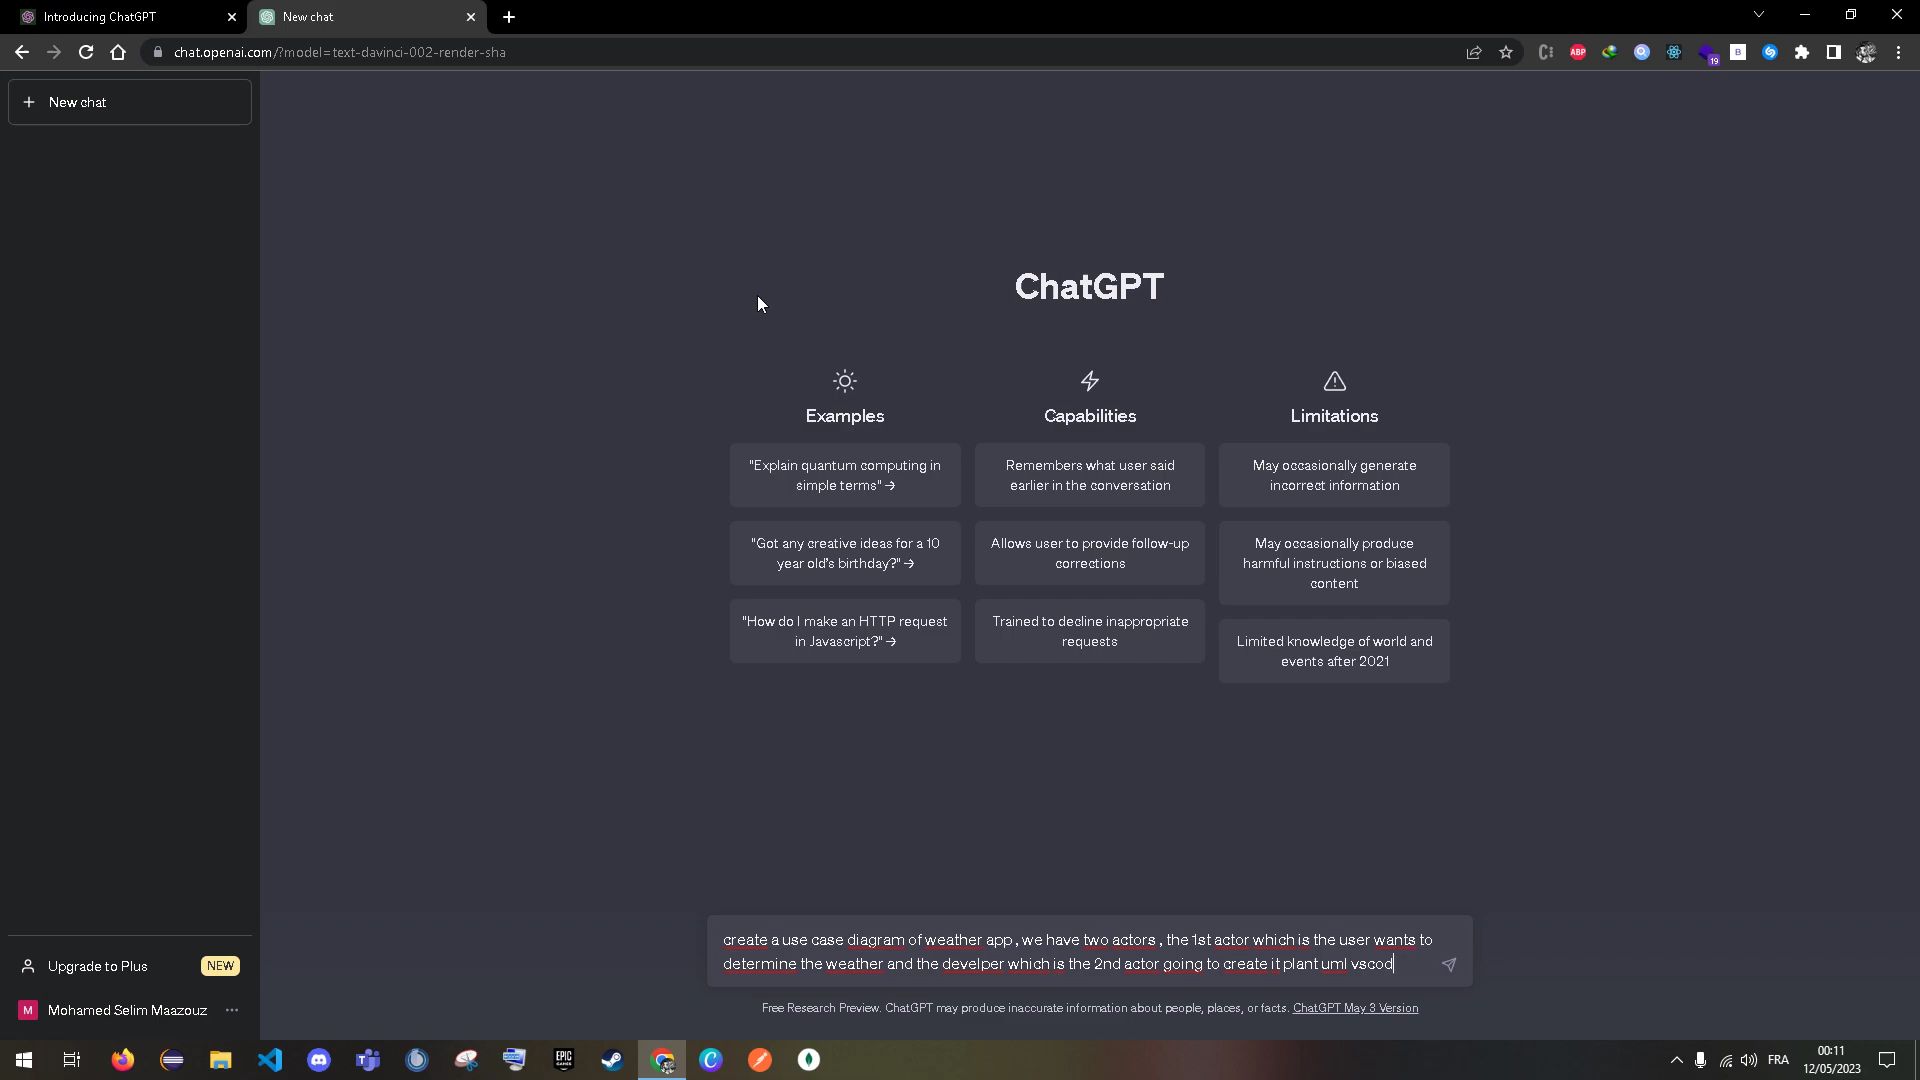 Introducing ChatGPT
New chat
chat.openai.com/?model=text-davinci-002-render-sha
ABP
19
B
New chat
ChatGPT
Examples
Capabilities
Limitations
"Explain quantum computing in
simple terms" →
Remembers what user said
earlier in the conversation
May occasionally generate
incorrect information
"Got any creative ideas for a 10
year old's birthday?" →
Allows user to provide follow-up
corrections
May occasionally produce
harmful instructions or biased
content
"How do I make an HTTP request
in Javascript?" →
Trained to decline inappropriate
requests
Limited knowledge of world and
events after 2021
create a use case diagram of weather app , we have two actors , the 1st actor which is the user wants to
determine the weather and the develper which is the 2nd actor going to create it plant uml vscod
Free Research Preview. ChatGPT may produce inaccurate information about people, places, or facts. ChatGPT May 3 Version
Upgrade to Plus
NEW
M
Mohamed Selim Maazouz
EPIC
GAMES
C
FRA
00:11
12/05/2023